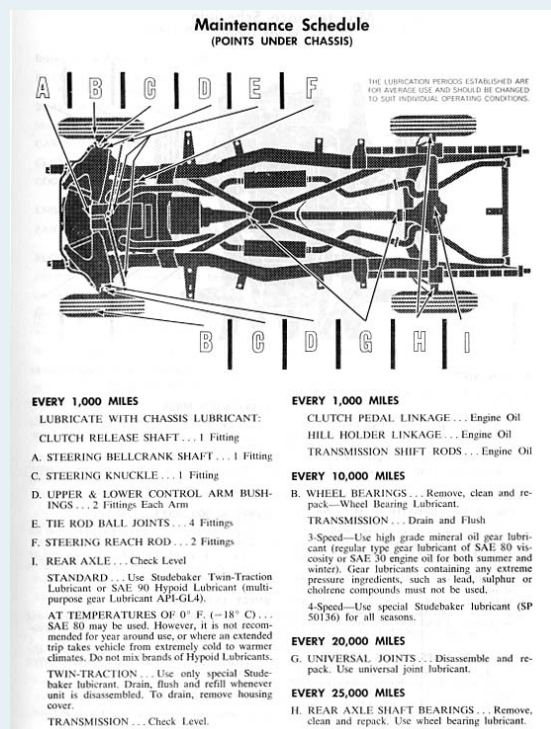 Maintenance Schedule
(POINTS UNDER CHASSIS)
THE LUBRICATION PERIODS ESTABLISHED ARE
FOR AVERAGE USE AND SHOULD BE CHANGED
TO SUIT INDIVIDUAL OPERATING CONDITIONS.
A B C D E F
B C D G H I
EVERY 1,000 MILES
LUBRICATE WITH CHASSIS LUBRICANT:
CLUTCH RELEASE SHAFT . . . 1 Fitting
A. STEERING BELLCRANK SHAFT . . . 1 Fitting
C. STEERING KNUCKLE . . . 1 Fitting
D. UPPER & LOWER CONTROL ARM BUSH-
INGS . . . 2 Fittings Each Arm
E. TIE ROD BALL JOINTS . . . 4 Fittings
F. STEERING REACH ROD . . . 2 Fittings
I. REAR AXLE . . . Check Level
STANDARD . . . Use Studebaker Twin-Traction
Lubricant or SAE 90 Hypoid Lubricant (multi-
purpose gear Lubricant API-GL4).
AT TEMPERATURES OF 0° F. (−18° C) . . .
SAE 80 may be used. However, it is not recom-
mended for year around use, or where an extended
trip takes vehicle from extremely cold to warmer
climates. Do not mix brands of Hypoid Lubricants.
TWIN-TRACTION . . . Use only special Stude-
baker lubicrant. Drain, flush and refill whenever
unit is disassembled. To drain, remove housing
cover.
TRANSMISSION . . . Check Level.
EVERY 1,000 MILES
CLUTCH PEDAL LINKAGE . . . Engine Oil
HILL HOLDER LINKAGE . . . Engine Oil
TRANSMISSION SHIFT RODS . . . Engine Oil
EVERY 10,000 MILES
B. WHEEL BEARINGS . . . Remove, clean and re-
pack—Wheel Bearing Lubricant.
TRANSMISSION . . . Drain and Flush
3-Speed—Use high grade mineral oil gear lubri-
cant (regular type gear lubricant of SAE 80 vis-
cosity or SAE 30 engine oil for both summer and
winter). Gear lubricants containing any extreme
pressure ingredients, such as lead, sulphur or
cholrene compounds must not be used.
4-Speed—Use special Studebaker lubricant (SP
50136) for all seasons.
EVERY 20,000 MILES
G. UNIVERSAL JOINTS . . . Disassemble and re-
pack. Use universal joint lubricant.
EVERY 25,000 MILES
H. REAR AXLE SHAFT BEARINGS . . . Remove,
clean and repack. Use wheel bearing lubricant.